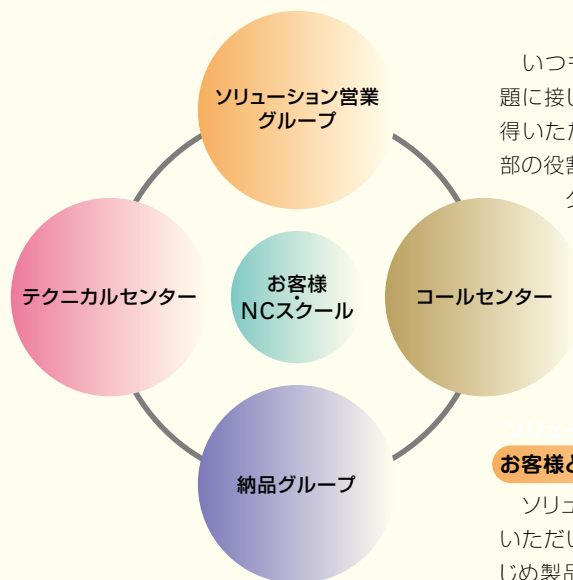 ソリューション営業
グループ
テクニカルセンター
お客様
・
NCスクール
コールセンター
納品グループ
いつも
題に接し
得いただ
部の役割
お客様と
ソリュ
いただい
じめ製品